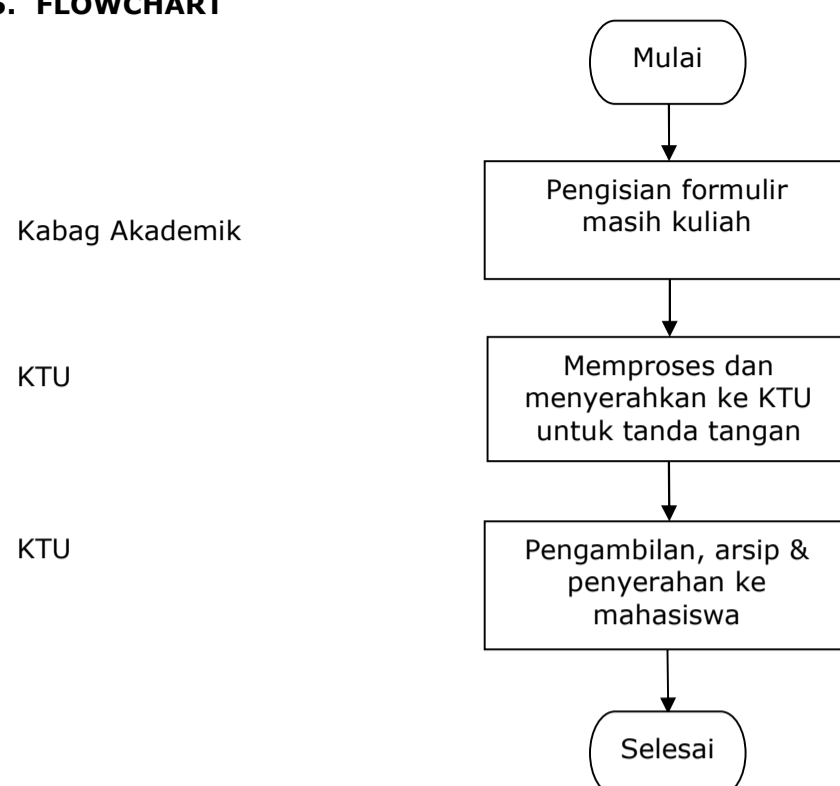 FLOWCHART
Mulai
Kabag Akademik
Pengisian formulir
masih kuliah
KTU
Memproses dan
menyerahkan ke KTU
untuk tanda tangan
KTU
Pengambilan, arsip &
penyerahan ke
mahasiswa
Selesai